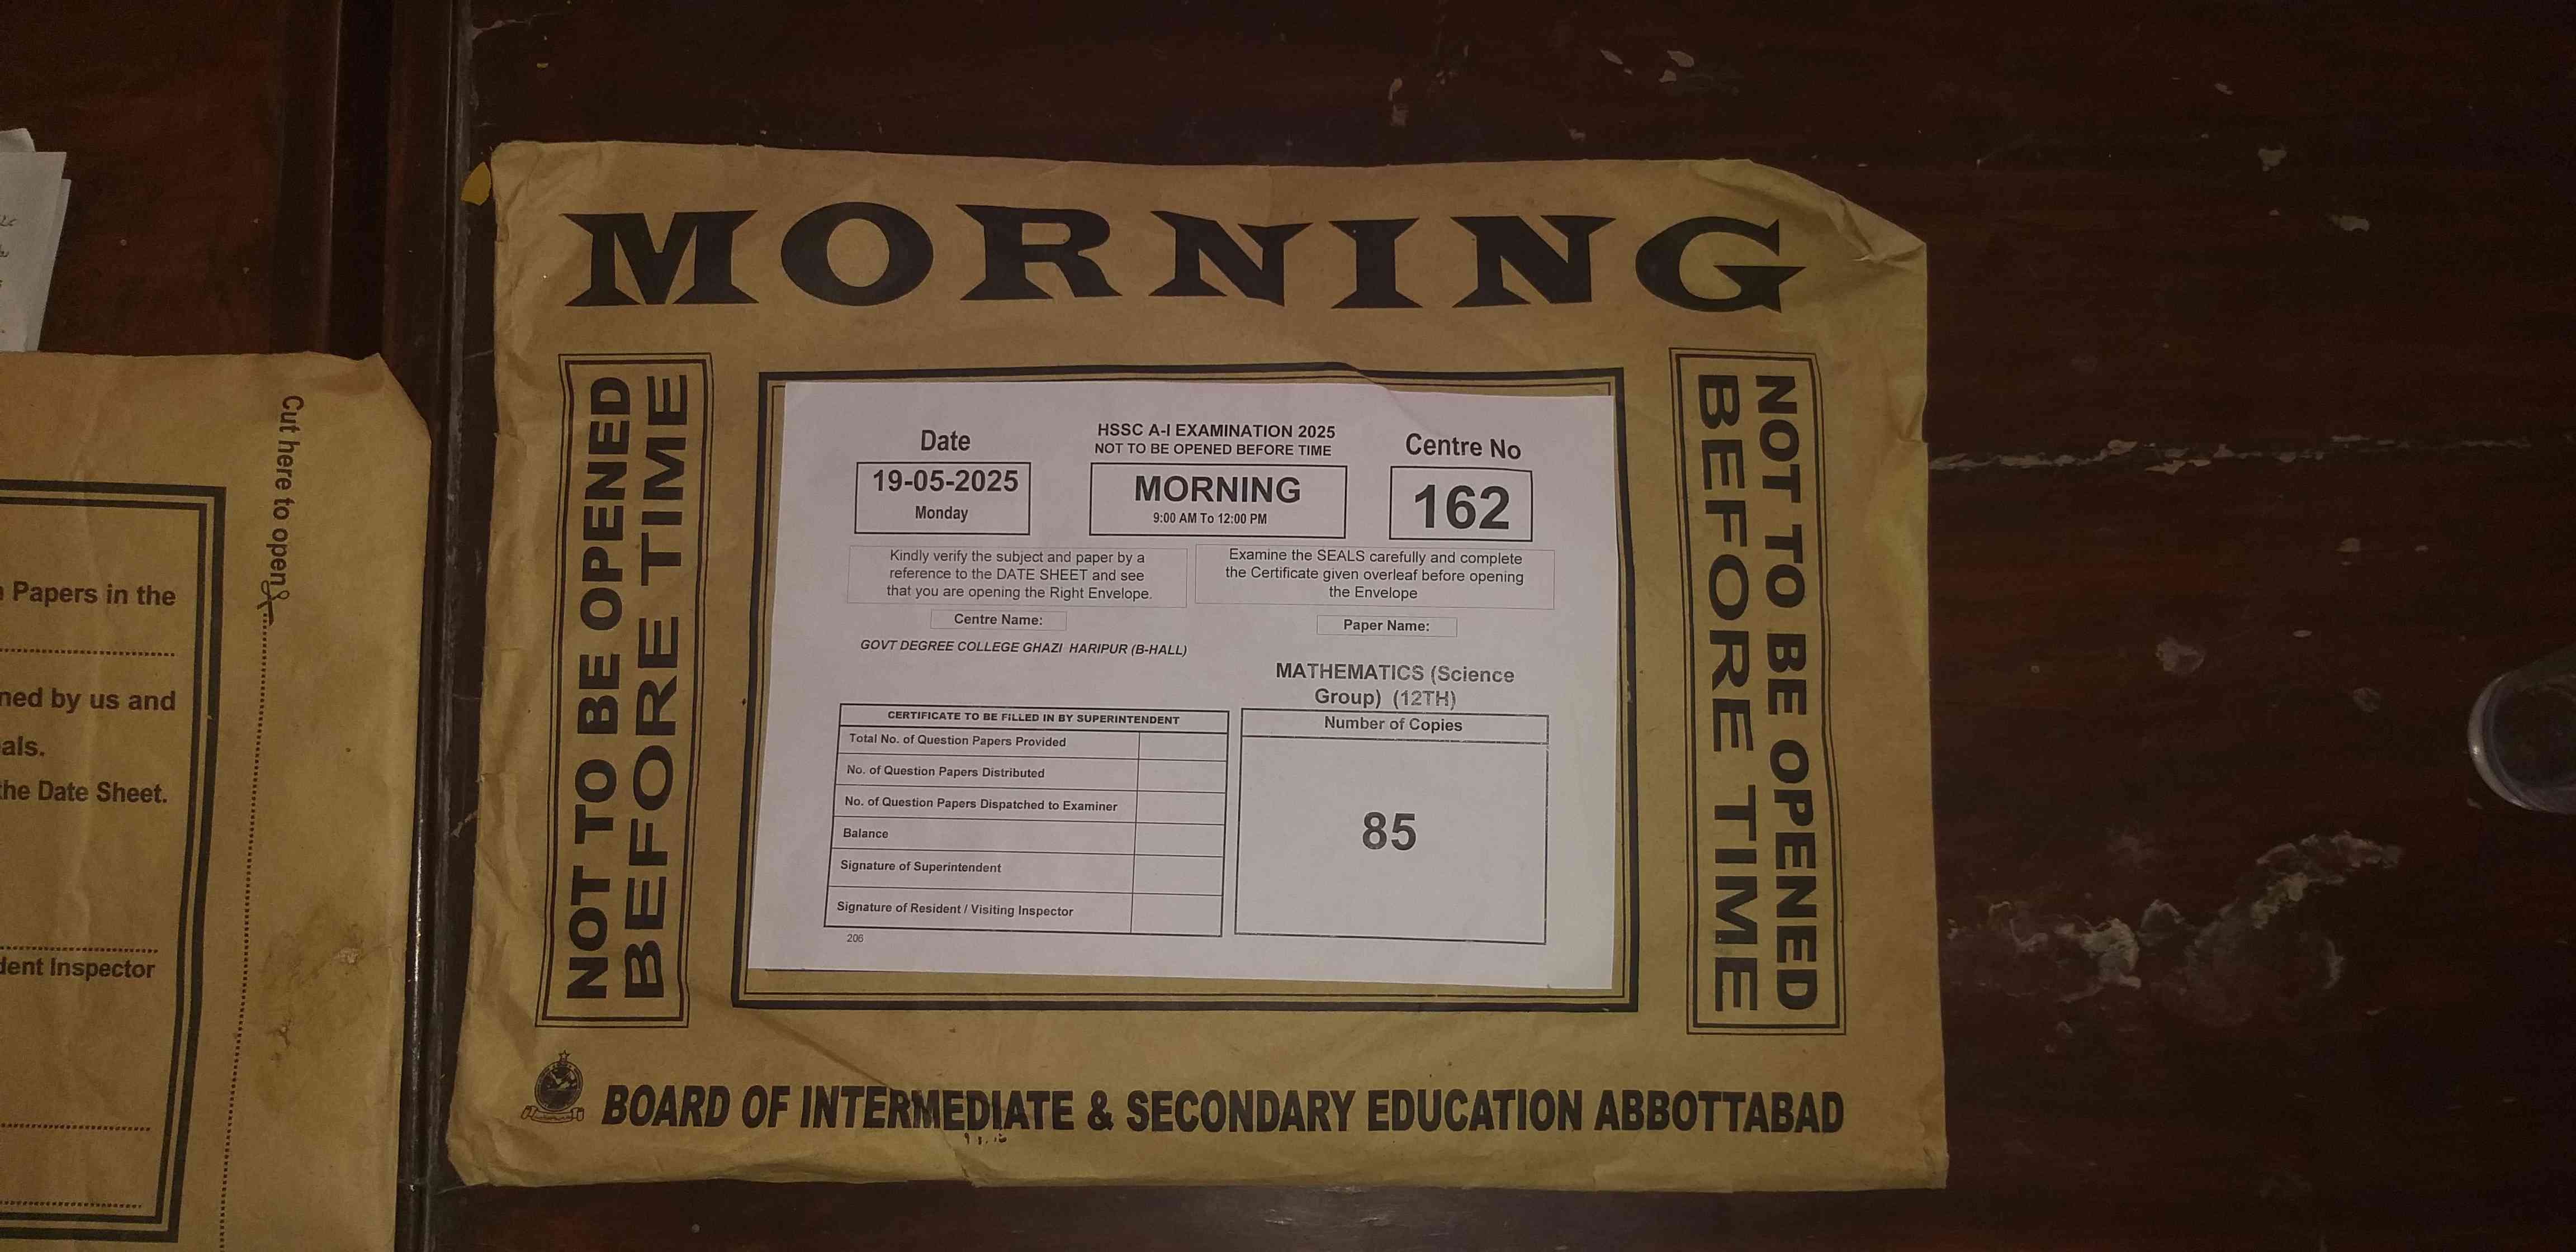 MORNING
NOT TO BE OPENED
BEFORE TIME
Date
19-05-2025
Monday
HSSC A-I EXAMINATION 2025
NOT TO BE OPENED BEFORE TIME
MORNING
9:00 AM To 12:00 PM
Centre No
162
Kindly verify the subject and paper by a
reference to the DATE SHEET and see
that you are opening the Right Envelope.
Examine the SEALS carefully and complete
the Certificate given overleaf before opening
the Envelope
Centre Name:
GOVT DEGREE COLLEGE GHAZI HARIPUR (B-HALL)
Paper Name:
MATHEMATICS (Science
Group) (12TH)
CERTIFICATE TO BE FILLED IN BY SUPERINTENDENT
Total No. of Question Papers Provided
No. of Question Papers Distributed
No. of Question Papers Dispatched to Examiner
Balance
Signature of Superintendent
Signature of Resident / Visiting Inspector
206
Number of Copies
85
NOT TO BE OPENED
BEFORE TIME
BOARD OF INTERMEDIATE & SECONDARY EDUCATION ABBOTTABAD
Cut here to open
Papers in the
by us and
the Date Sheet.
Inspector